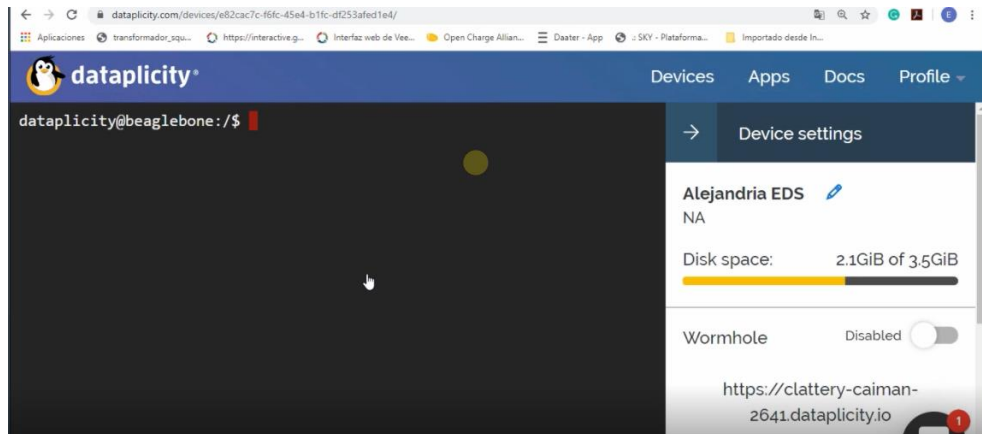 dataplicity.com/devices/e82cac7c-f6fc-45e4-b1fc-df253afed1e4/
E
Aplicaciones transformador_squ... https://interactive.g... Interfaz web de Vee... Open Charge Allian... Daater - App :: SKY - Plataforma... Importado desde In...
dataplicity
Devices Apps Docs Profile
dataplicity@beaglebone:/$
Device settings
Alejandria EDS
NA
Disk space: 2.1GiB of 3.5GiB
Wormhole Disabled
https://clattery-caiman-
2641.dataplicity.io
1